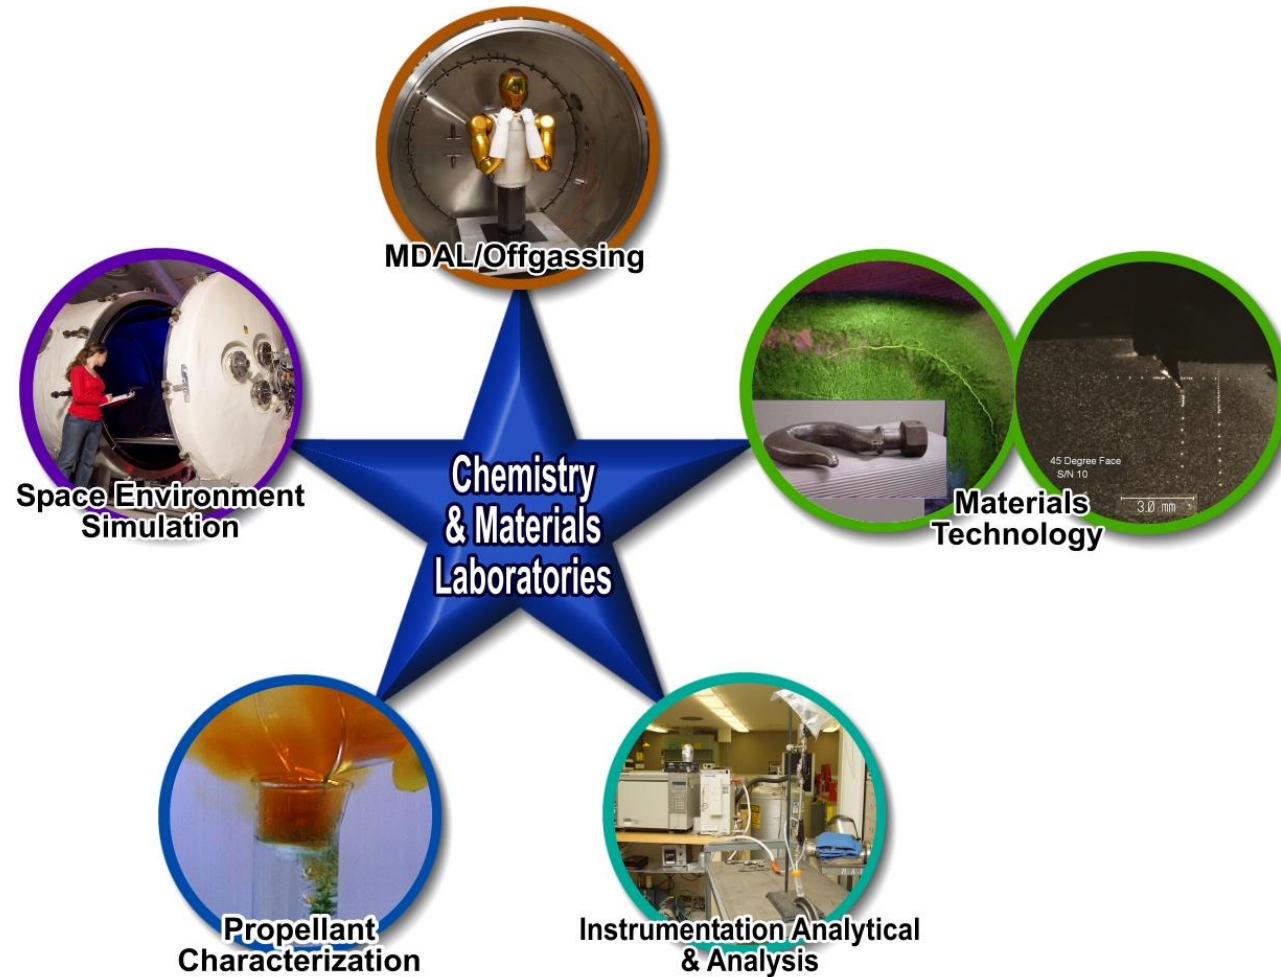 MDAL/Offgassing
Space Environment
Simulation
Chemistry
& Materials
Laboratories
45 Degree Face
S/N 10
3.0 mm
Materials
Technology
Propellant
Characterization
Instrumentation Analytical
& Analysis